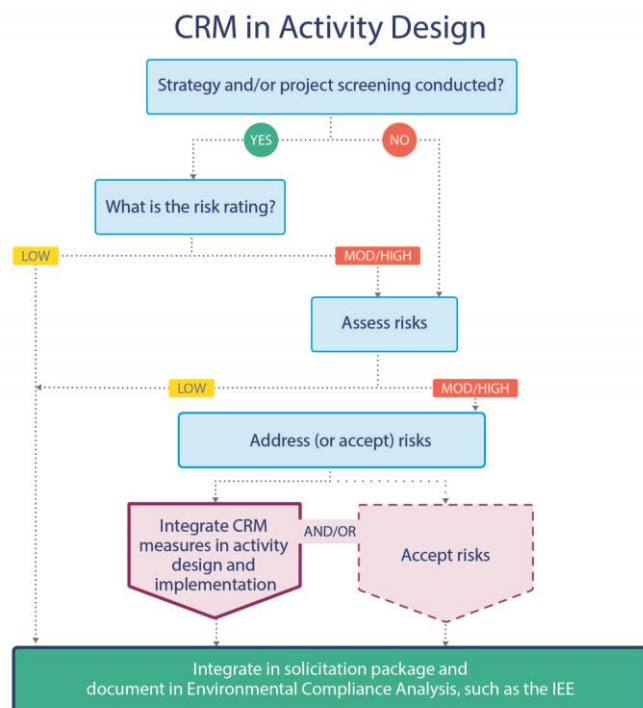 CRM in Activity Design
Strategy and/or project screening conducted?
YES
NO
What is the risk rating?
LOW
MOD/HIGH
Assess risks
LOW
MOD/HIGH
Address (or accept) risks
Integrate CRM
measures in activity
design and
implementation
AND/OR
Accept risks
Integrate in solicitation package and
document in Environmental Compliance Analysis, such as the IEE